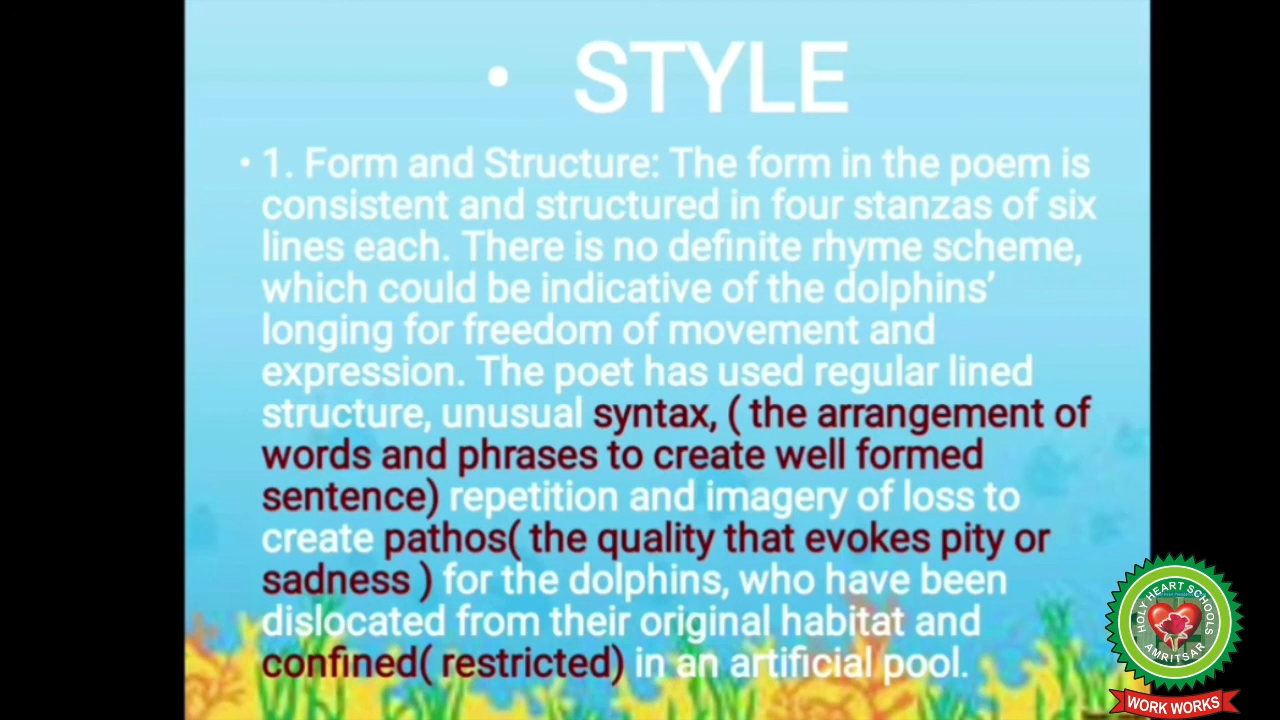 • STYLE
• 1. Form and Structure: The form in the poem is
consistent and structured in four stanzas of six
lines each. There is no definite rhyme scheme,
which could be indicative of the dolphins’
longing for freedom of movement and
expression. The poet has used regular lined
structure, unusual syntax, ( the arrangement of
words and phrases to create well formed
sentence) repetition and imagery of loss to
create pathos( the quality that evokes pity or
sadness ) for the dolphins, who have been
dislocated from their original habitat and
confined( restricted) in an artificial pool.
HOLY HEART SCHOOLS
AMRITSAR
WORK WORKS